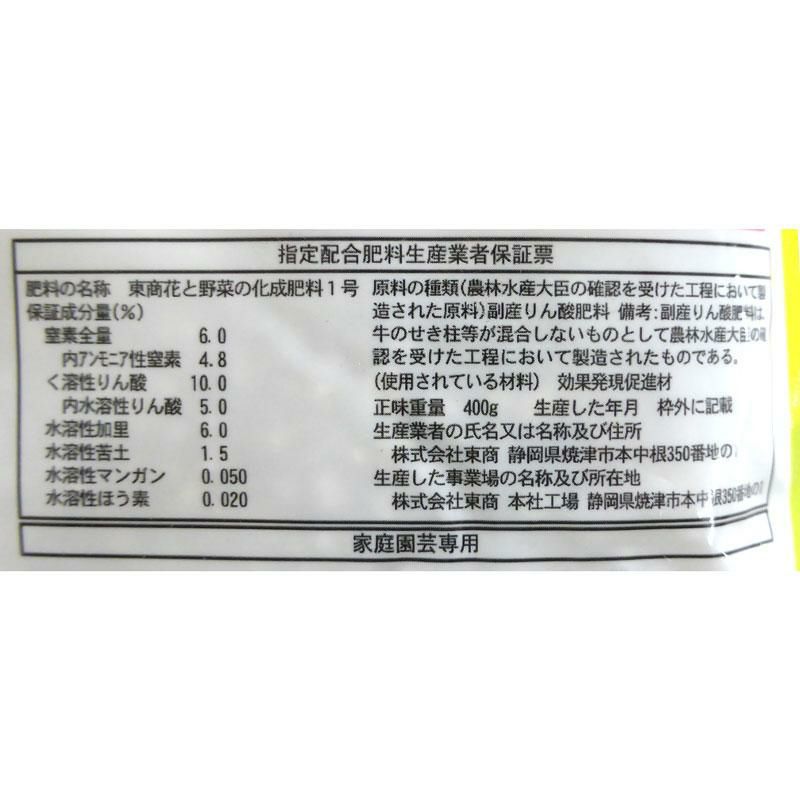 指定配合肥料生産業者保証票
肥料の名称　東商花と野菜の化成肥料１号
保証成分量(%)
窒素全量　6.0
内アンモニア性窒素　4.8
く溶性りん酸　10.0
内水溶性りん酸　5.0
水溶性加里　6.0
水溶性苦土　1.5
水溶性マンガン　0.050
水溶性ほう素　0.020
原料の種類(農林水産大臣の確認を受けた工程において製
造された原料)副産りん酸肥料　備考:副産りん酸肥料は、
牛のせき柱等が混合しないものとして農林水産大臣の確
認を受けた工程において製造されたものである。
(使用されている材料)　効果発現促進材
正味重量　400g　生産した年月　枠外に記載
生産業者の氏名又は名称及び住所
株式会社東商　静岡県焼津市本中根350番地の
生産した事業場の名称及び所在地
株式会社東商　本社工場　静岡県焼津市本中根350番地の
家庭園芸専用